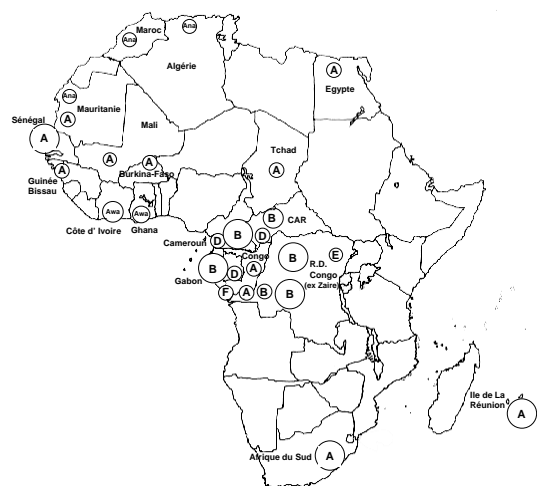 Maroc
Ana
Ana
Algérie
Ana
Mauritanie
A
Egypte
A
Sénégal
A
Mali
A
A
Burkina-Faso
Tchad
A
A
Guinée
Bissau
Awa
Côte d' Ivoire
Awa
Ghana
B
CAR
Cameroun
D
B
D
Congo
A
B
R.D.
Congo
(ex Zaire)
E
B
Gabon
D
F
A
B
B
Ile de La
Réunion
A
Afrique du Sud
A